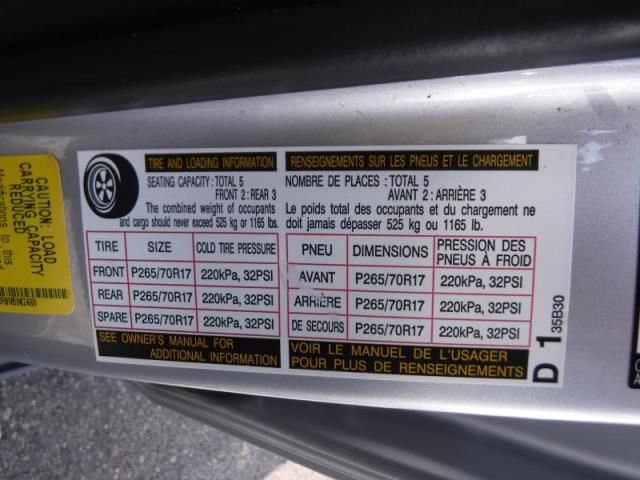 CAUTION: LOAD
CARRYING CAPACITY
REDUCED
Modifications to this
TIRE AND LOADING INFORMATION
SEATING CAPACITY: TOTAL 5
FRONT 2: REAR 3
The combined weight of occupants
and cargo should never exceed 525 kg or 1165 lb.
TIRE SIZE COLD TIRE PRESSURE
FRONT P265/70R17 220kPa, 32PSI
REAR P265/70R17 220kPa, 32PSI
SPARE P265/70R17 220kPa, 32PSI
SEE OWNER'S MANUAL FOR
ADDITIONAL INFORMATION
RENSEIGNEMENTS SUR LES PNEUS ET LE CHARGEMENT
NOMBRE DE PLACES : TOTAL 5
AVANT 2 : ARRIÈRE 3
Le poids total des occupants et du chargement ne
doit jamais dépasser 525 kg ou 1165 lb.
PNEU DIMENSIONS PRESSION DES PNEUS À FROID
AVANT P265/70R17 220kPa, 32PSI
ARRIÈRE P265/70R17 220kPa, 32PSI
DE SECOURS P265/70R17 220kPa, 32PSI
VOIR LE MANUEL DE L'USAGER
POUR PLUS DE RENSEIGNEMENTS
D 1 35B30